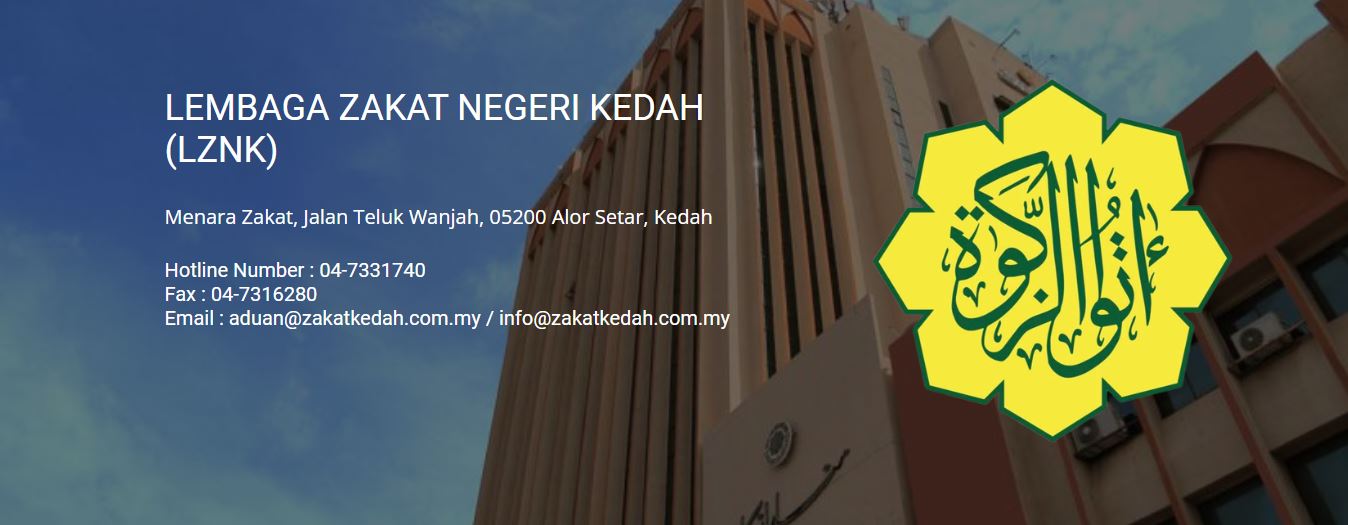 LEMBAGA ZAKAT NEGERI KEDAH
(LZNK)
Menara Zakat, Jalan Teluk Wanjah, 05200 Alor Setar, Kedah
Hotline Number : 04-7331740
Fax : 04-7316280
Email : aduan@zakatkedah.com.my / info@zakatkedah.com.my
ءاتوا الزكوة